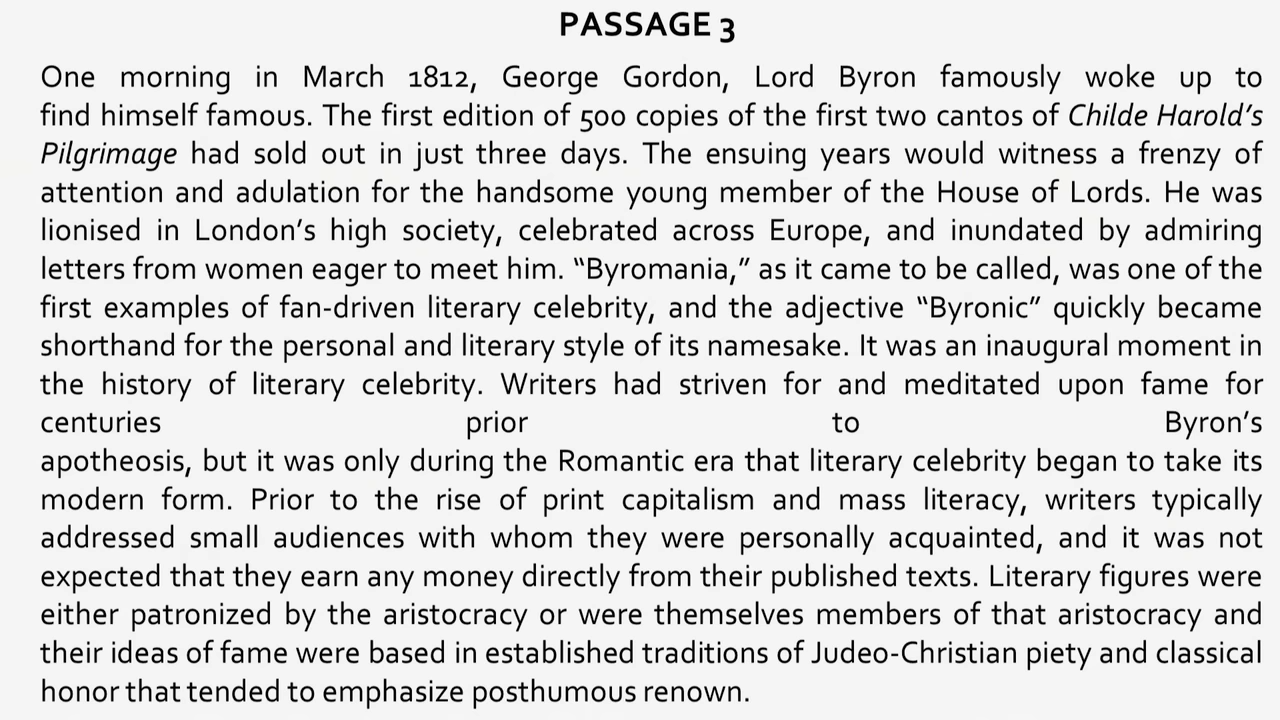 PASSAGE 3
One morning in March 1812, George Gordon, Lord Byron famously woke up to
find himself famous. The first edition of 500 copies of the first two cantos of Childe Harold’s
Pilgrimage had sold out in just three days. The ensuing years would witness a frenzy of
attention and adulation for the handsome young member of the House of Lords. He was
lionised in London’s high society, celebrated across Europe, and inundated by admiring
letters from women eager to meet him. “Byromania,” as it came to be called, was one of the
first examples of fan-driven literary celebrity, and the adjective “Byronic” quickly became
shorthand for the personal and literary style of its namesake. It was an inaugural moment in
the history of literary celebrity. Writers had striven for and meditated upon fame for
centuries prior to Byron’s
apotheosis, but it was only during the Romantic era that literary celebrity began to take its
modern form. Prior to the rise of print capitalism and mass literacy, writers typically
addressed small audiences with whom they were personally acquainted, and it was not
expected that they earn any money directly from their published texts. Literary figures were
either patronized by the aristocracy or were themselves members of that aristocracy and
their ideas of fame were based in established traditions of Judeo-Christian piety and classical
honor that tended to emphasize posthumous renown.